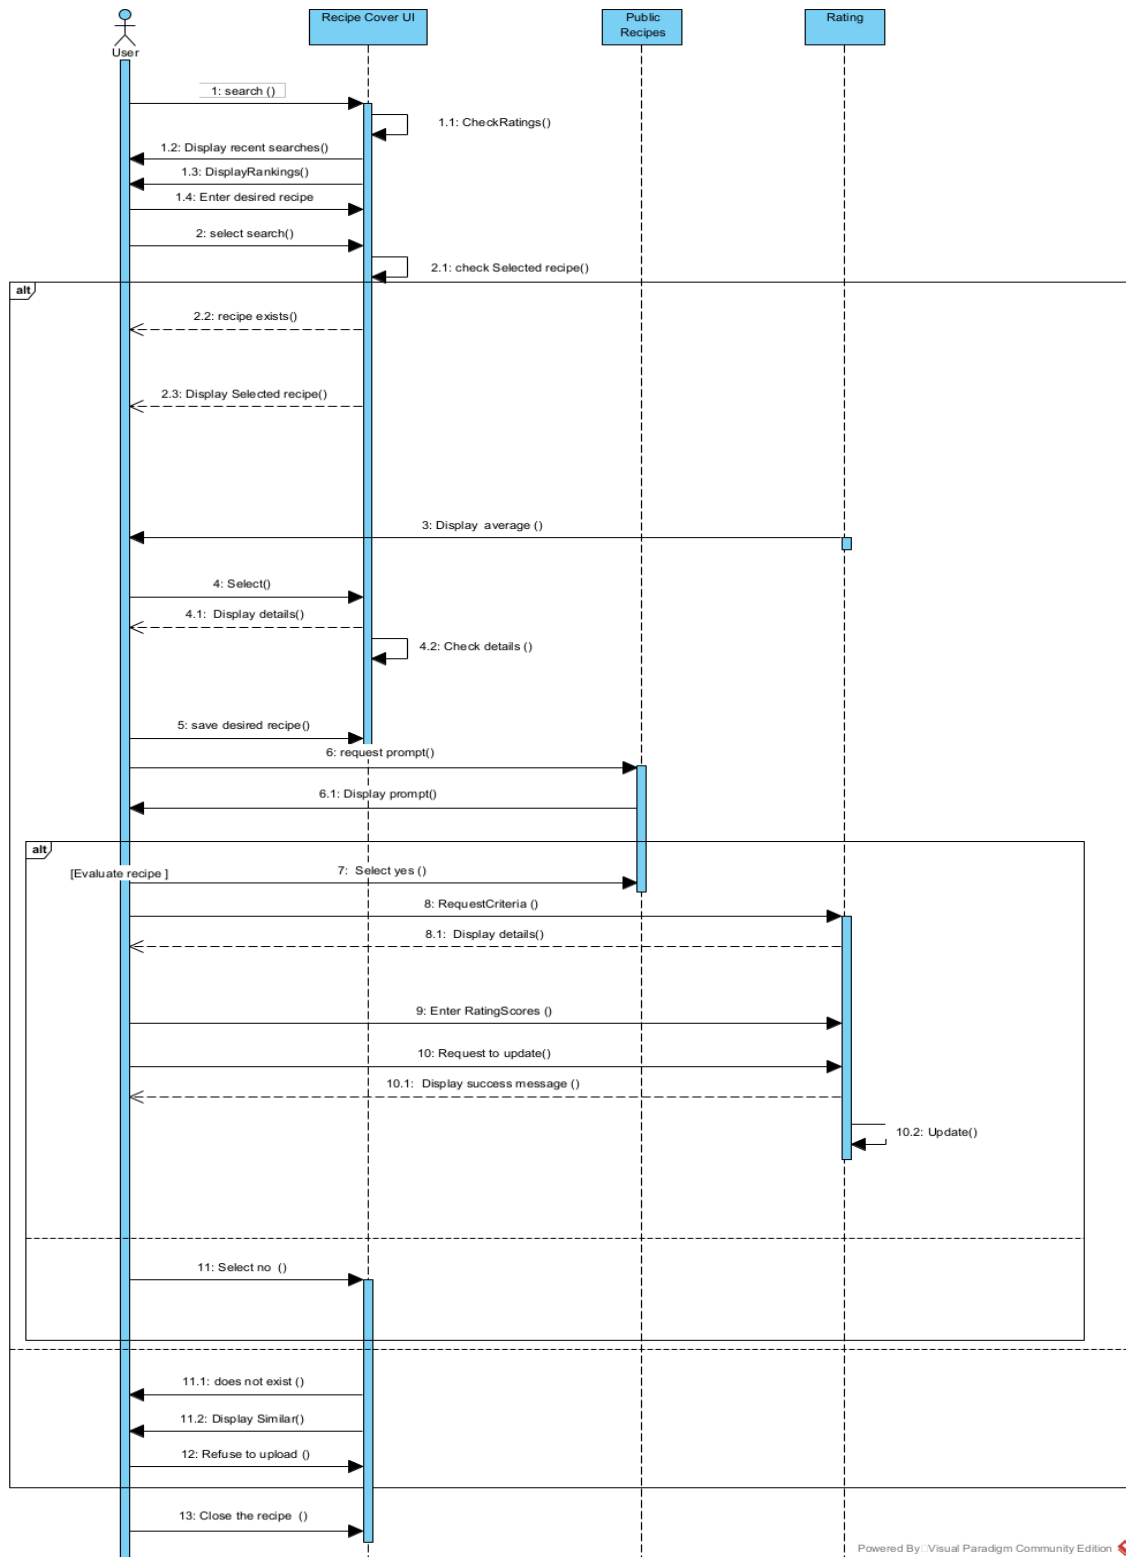 Recipe Cover UI
Public
Recipes
Rating
User
1: search ()
1.1: CheckRatings()
1.2: Display recent searches()
1.3: DisplayRankings()
1.4: Enter desired recipe
2: select search()
2.1: check Selected recipe()
alt
2.2: recipe exists()
2.3: Display Selected recipe()
3: Display average ()
4: Select()
4.1: Display details()
4.2: Check details ()
5: save desired recipe()
6: request prompt()
6.1: Display prompt()
alt
[Evaluate recipe ]
7: Select yes ()
8: RequestCriteria ()
8.1: Display details()
9: Enter RatingScores ()
10: Request to update()
10.1: Display success message ()
10.2: Update()
11: Select no ()
11.1: does not exist ()
11.2: Display Similar()
12: Refuse to upload ()
13: Close the recipe ()
Powered By Visual Paradigm Community Edition